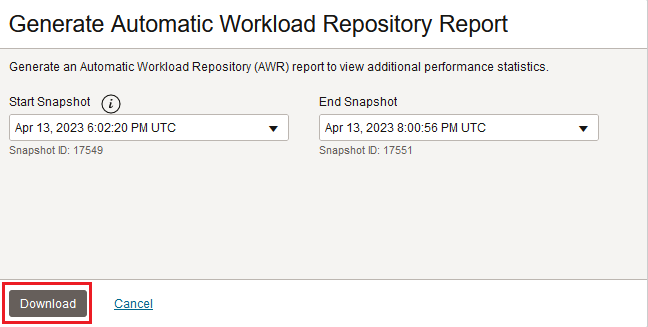 Generate Automatic Workload Repository Report
Generate an Automatic Workload Repository (AWR) report to view additional performance statistics.
Start Snapshot i
End Snapshot
Apr 13, 2023 6:02:20 PM UTC
Apr 13, 2023 8:00:56 PM UTC
Snapshot ID: 17549
Snapshot ID: 17551
Download
Cancel